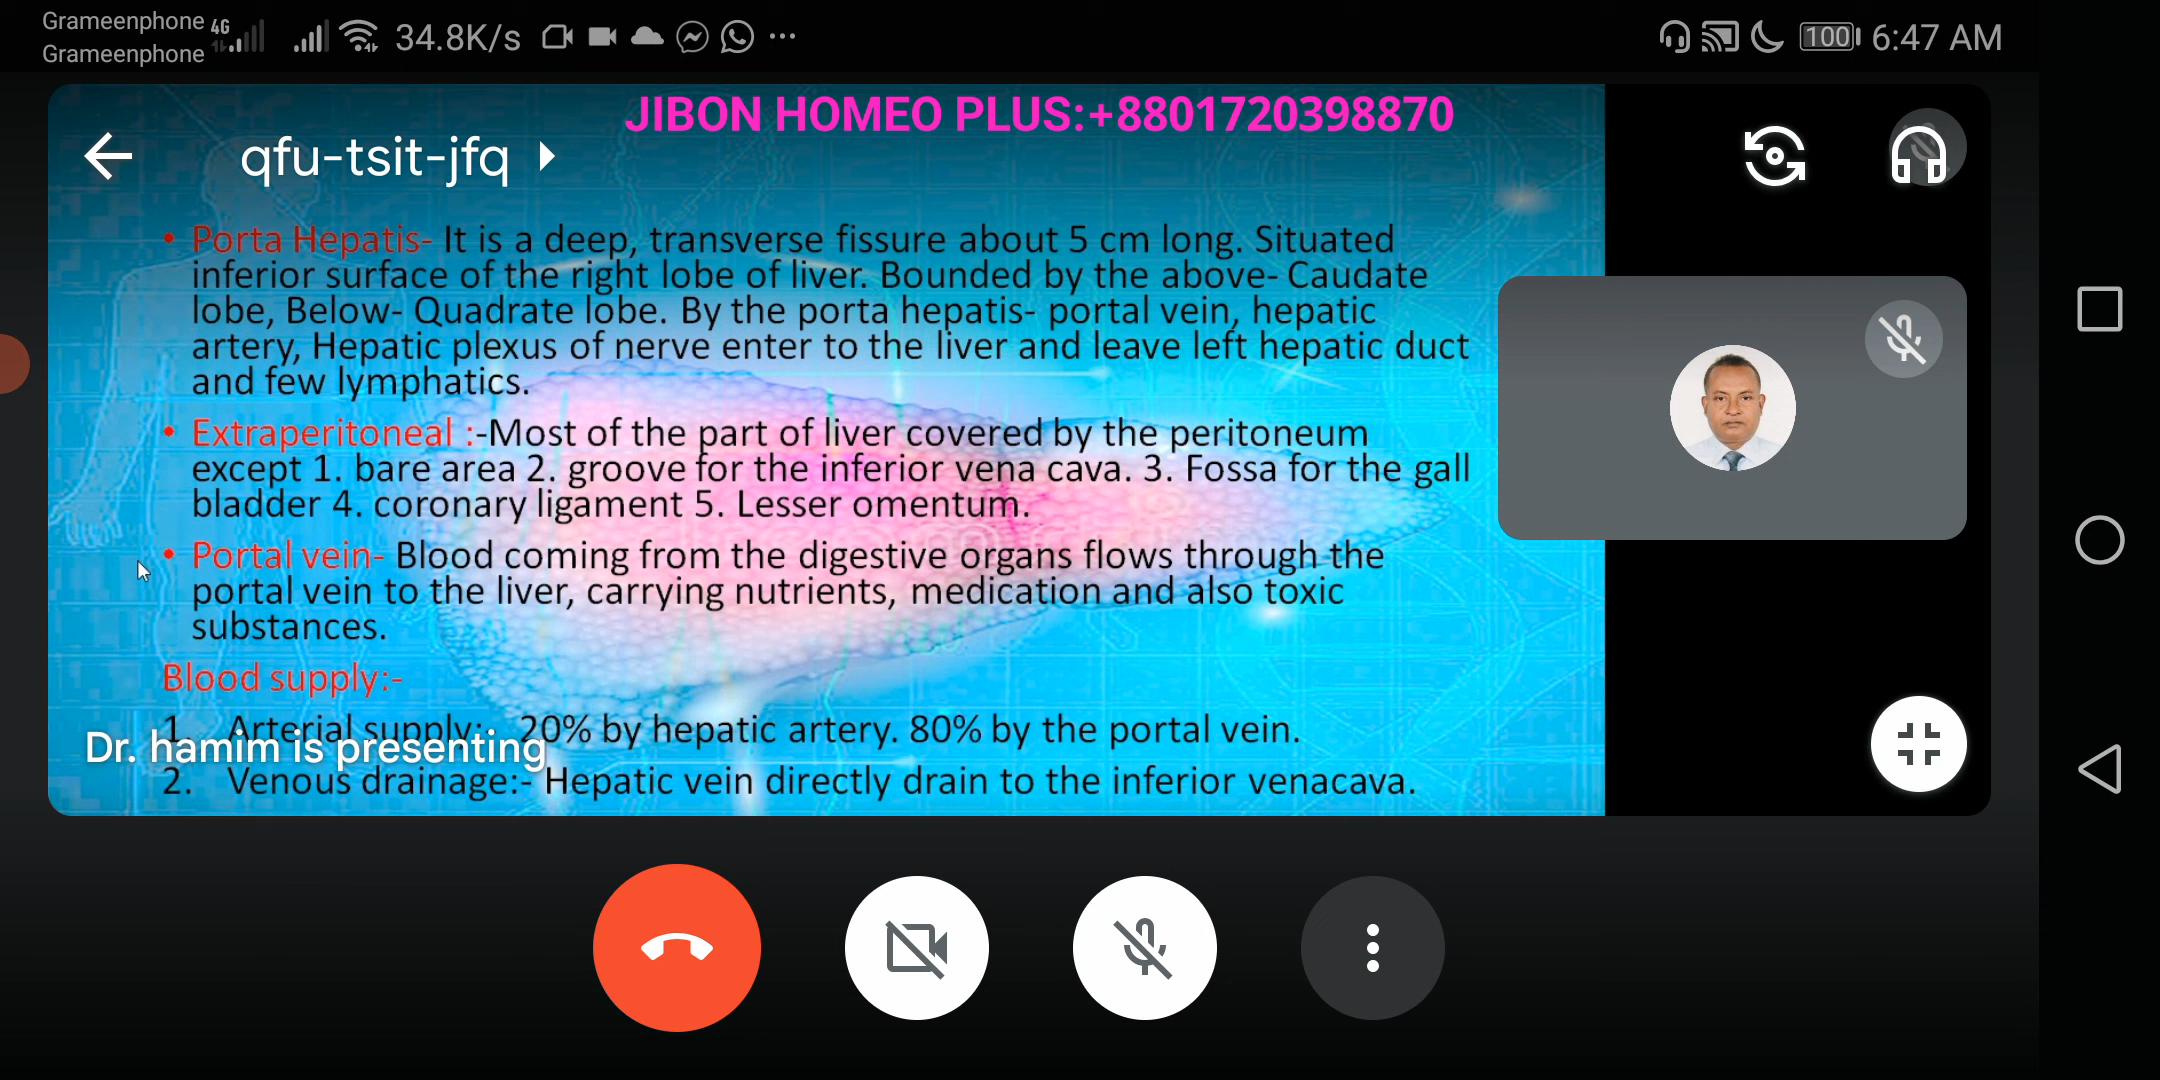 Grameenphone 4G
Grameenphone
34.8K/s
100
6:47 AM
JIBON HOMEO PLUS:+8801720398870
qfu-tsit-jfq
• Porta Hepatis- It is a deep, transverse fissure about 5 cm long. Situated
inferior surface of the right lobe of liver. Bounded by the above- Caudate
lobe, Below- Quadrate lobe. By the porta hepatis- portal vein, hepatic
artery, Hepatic plexus of nerve enter to the liver and leave left hepatic duct
and few lymphatics.
• Extraperitoneal :-Most of the part of liver covered by the peritoneum
except 1. bare area 2. groove for the inferior vena cava. 3. Fossa for the gall
bladder 4. coronary ligament 5. Lesser omentum.
• Portal vein- Blood coming from the digestive organs flows through the
portal vein to the liver, carrying nutrients, medication and also toxic
substances.
Blood supply:-
1. Arterial supply:- 20% by hepatic artery. 80% by the portal vein.
Dr. hamim is presenting
2. Venous drainage:- Hepatic vein directly drain to the inferior venacava.